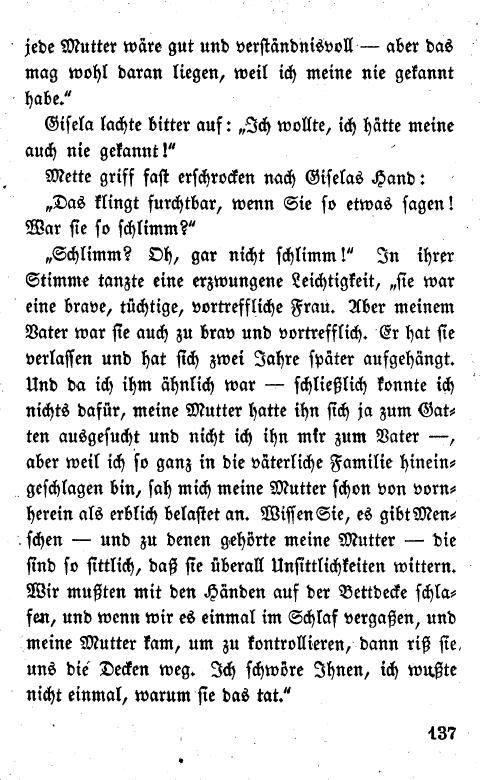 jede Mutter wäre gut und verständnisvoll — aber das
mag wohl daran liegen, weil ich meine nie gekannt
habe.“
Gisela lachte bitter auf: „Ich wollte, ich hätte meine
auch nie gekannt!“
Mette griff fast erschrocken nach Giselas Hand:
„Das klingt furchtbar, wenn Sie so etwas sagen!
War sie so schlimm?“
„Schlimm? Oh, gar nicht schlimm!“ In ihrer
Stimme tanzte eine erzwungene Leichtigkeit, „sie war
eine brave, tüchtige, vortreffliche Frau. Aber meinem
Vater war sie auch zu brav und vortrefflich. Er hat sie
verlassen und hat sich zwei Jahre später aufgehängt.
Und da ich ihm ähnlich war — schließlich konnte ich
nichts dafür, meine Mutter hatte ihn sich ja zum Gat-
ten ausgesucht und nicht ich ihn mir zum Vater —,
aber weil ich so ganz in die väterliche Familie hinein-
geschlagen bin, sah mich meine Mutter schon von vorn-
herein als erblich belastet an. Wissen Sie, es gibt Men-
schen — und zu denen gehörte meine Mutter — die
sind so sittlich, daß sie überall Unsittlichkeiten wittern.
Wir mußten mit den Händen auf der Bettdecke schla-
fen, und wenn wir es einmal im Schlaf vergaßen, und
meine Mutter kam, um zu kontrollieren, dann riß sie
uns die Decken weg. Ich schwöre Ihnen, ich wußte
nicht einmal, warum sie das tat.“
137